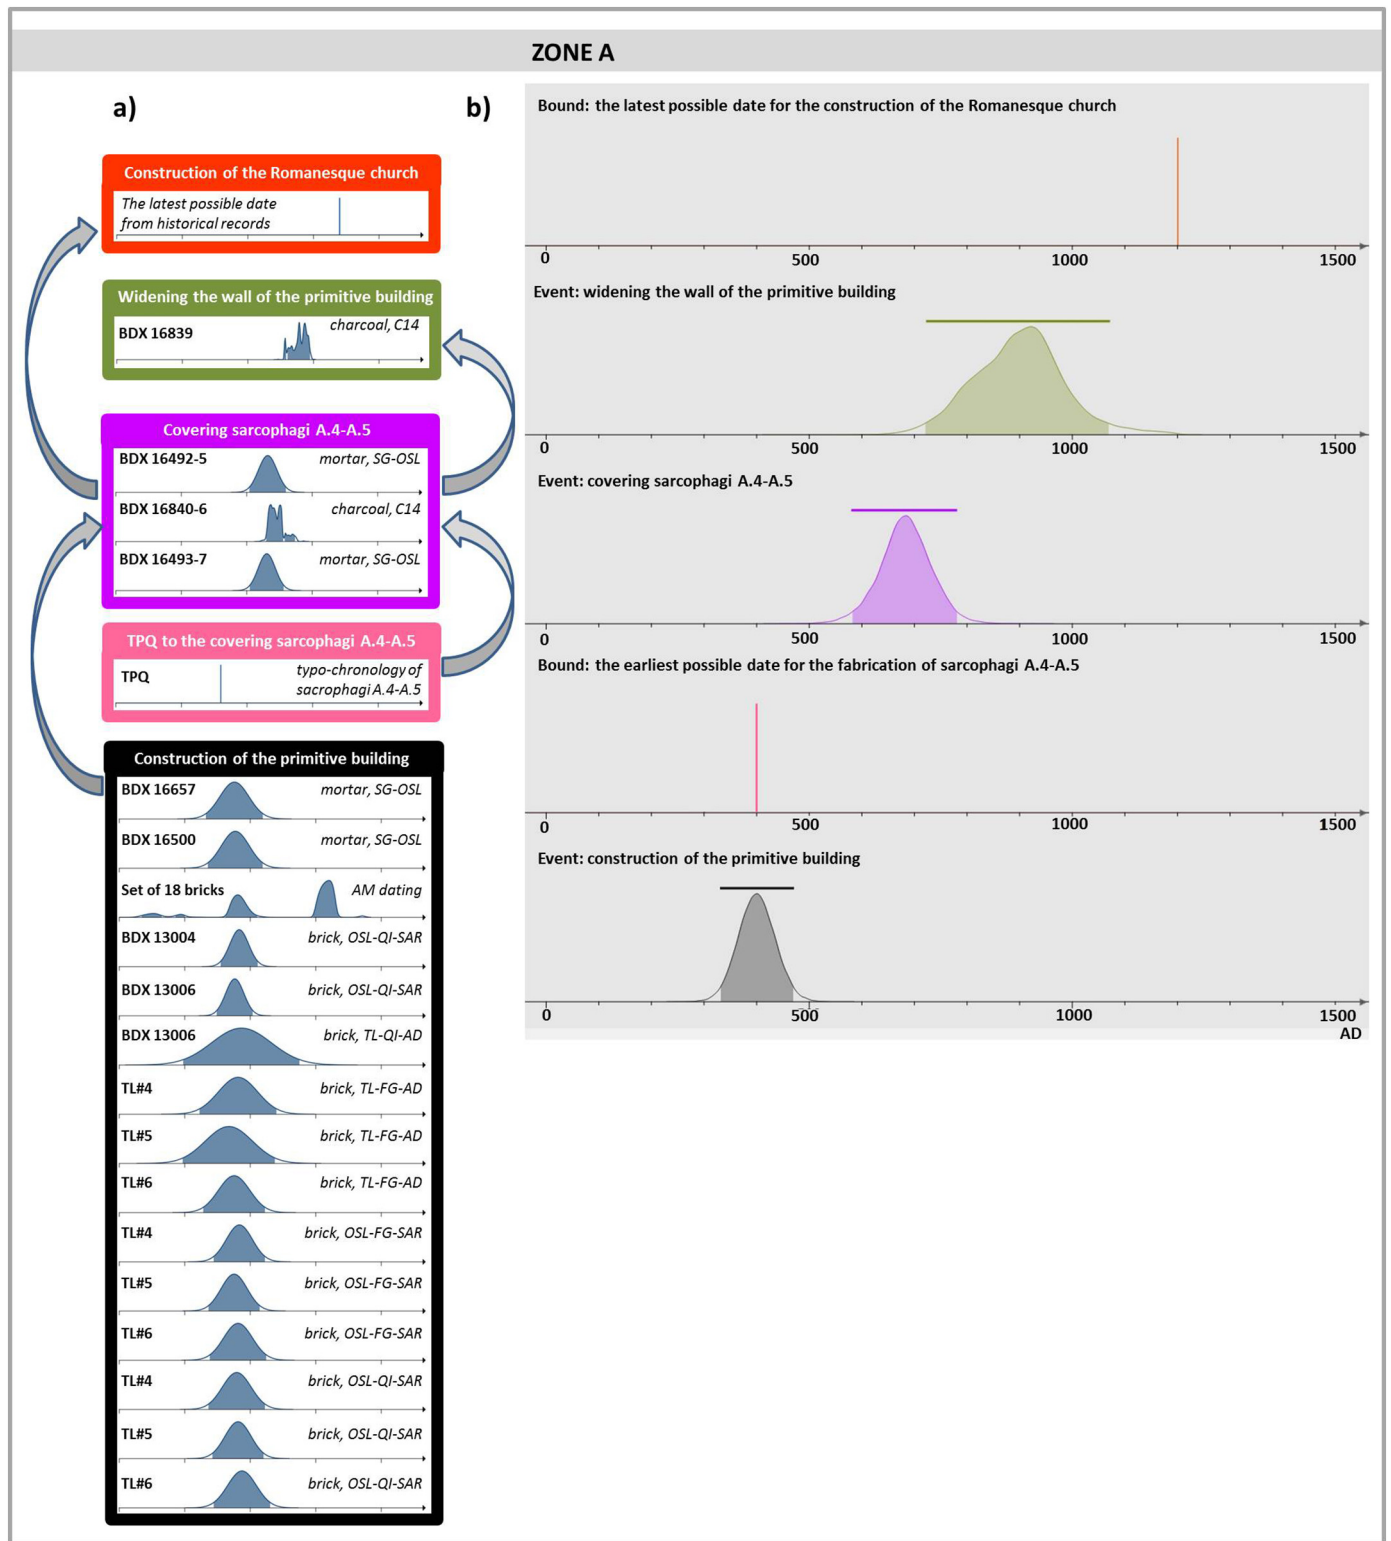 ZONE A
a)
Construction of the Romanesque church
The latest possible date
from historical records
Widening the wall of the primitive building
BDX 16839
charcoal, C14
Covering sarcophagi A.4-A.5
BDX 16492-5
mortar, SG-OSL
BDX 16840-6
charcoal, C14
BDX 16493-7
mortar, SG-OSL
TPQ to the covering sarcophagi A.4-A.5
TPQ
typo-chronology of
sacrophagi A.4-A.5
Construction of the primitive building
BDX 16657
mortar, SG-OSL
BDX 16500
mortar, SG-OSL
Set of 18 bricks
AM dating
BDX 13004
brick, OSL-QI-SAR
BDX 13006
brick, OSL-QI-SAR
BDX 13006
brick, TL-QI-AD
TL#4
brick, TL-FG-AD
TL#5
brick, TL-FG-AD
TL#6
brick, TL-FG-AD
TL#4
brick, OSL-FG-SAR
TL#5
brick, OSL-FG-SAR
TL#6
brick, OSL-FG-SAR
TL#4
brick, OSL-QI-SAR
TL#5
brick, OSL-QI-SAR
TL#6
brick, OSL-QI-SAR
b)
Bound: the latest possible date for the construction of the Romanesque church
0 500 1000 1500
Event: widening the wall of the primitive building
0 500 1000 1500
Event: covering sarcophagi A.4-A.5
0 500 1000 1500
Bound: the earliest possible date for the fabrication of sarcophagi A.4-A.5
0 500 1000 1500
Event: construction of the primitive building
0 500 1000 1500
AD